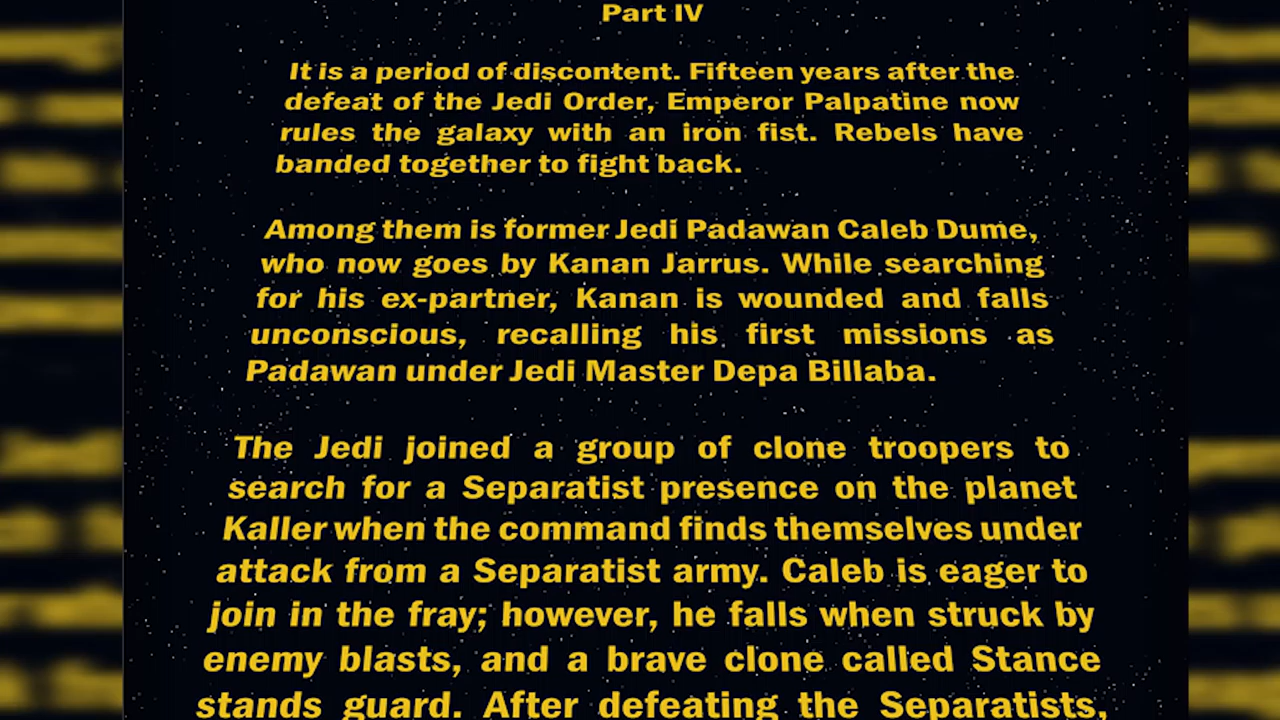 Part IV
It is a period of discontent. Fifteen years after the
defeat of the Jedi Order, Emperor Palpatine now
rules the galaxy with an iron fist. Rebels have
banded together to fight back.
Among them is former Jedi Padawan Caleb Dume,
who now goes by Kanan Jarrus. While searching
for his ex-partner, Kanan is wounded and falls
unconscious, recalling his first missions as
Padawan under Jedi Master Depa Billaba.
The Jedi joined a group of clone troopers to
search for a Separatist presence on the planet
Kaller when the command finds themselves under
attack from a Separatist army. Caleb is eager to
join in the fray; however, he falls when struck by
enemy blasts, and a brave clone called Stance
stands guard. After defeating the Separatists,